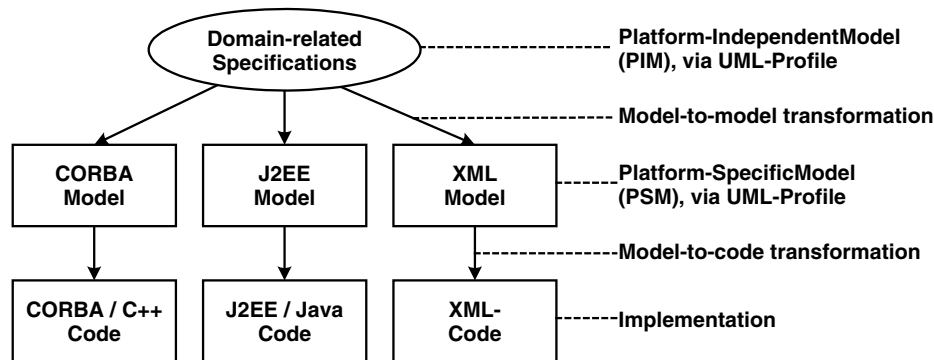 Domain-related
Specifications
Platform-IndependentModel
(PIM), via UML-Profile
Model-to-model transformation
CORBA
Model
J2EE
Model
XML
Model
Platform-SpecificModel
(PSM), via UML-Profile
Model-to-code transformation
CORBA / C++
Code
J2EE / Java
Code
XML-
Code
Implementation